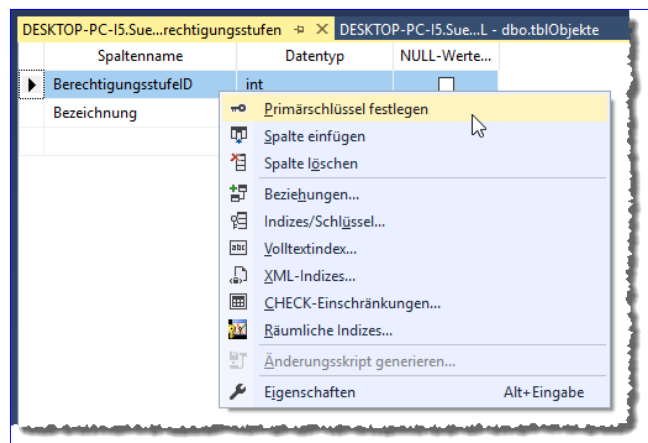 DESKTOP-PC-I5.Sue...rechtigungsstufen DESKTOP-PC-I5.Sue...L - dbo.tblObjekte
Spaltenname Datentyp NULL-Werte...
BerechtigungsstufeID int
Bezeichnung
Primärschlüssel festlegen
Spalte einfügen
Spalte löschen
Beziehungen...
Indizes/Schlüssel...
abc Volltextindex...
XML-Indizes...
CHECK-Einschränkungen...
Räumliche Indizes...
Änderungsskript generieren...
Eigenschaften Alt+Eingabe